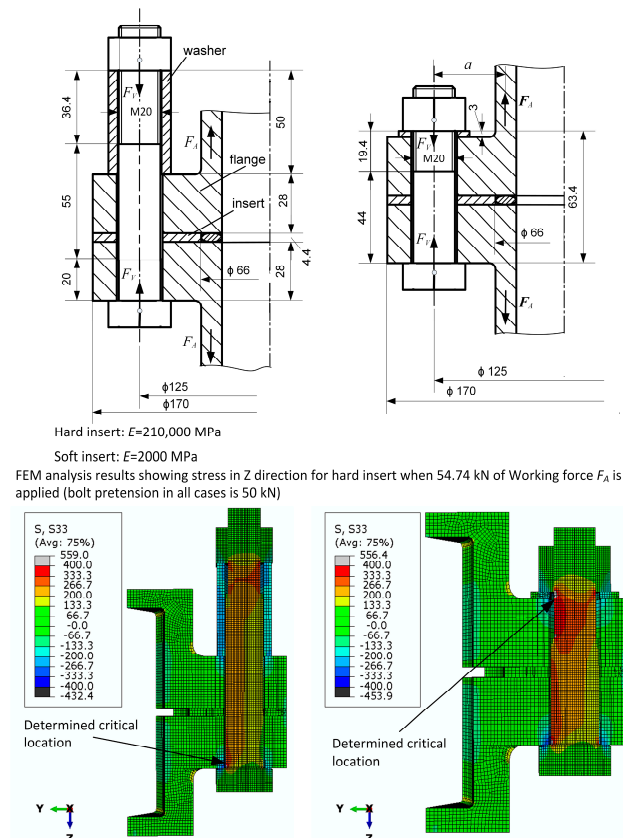 washer
36.4
F_V
M20
50
F_A
flange
55
28
insert
4.4
20
F_V
ϕ 66
28
F_A
ϕ125
ϕ170
a
F_A
3
19.4
F_V
M20
63.4
44
F_V
ϕ 66
F_A
ϕ 125
ϕ 170
Hard insert: E=210,000 MPa
Soft insert: E=2000 MPa
FEM analysis results showing stress in Z direction for hard insert when 54.74 kN of Working force F_A is
applied (bolt pretension in all cases is 50 kN)
S, S33
(Avg: 75%)
559.0
400.0
333.3
266.7
200.0
133.3
66.7
-0.0
-66.7
-133.3
-200.0
-266.7
-333.3
-400.0
-432.4
Determined critical
location
Y
X
Z
S, S33
(Avg: 75%)
556.4
400.0
333.3
266.7
200.0
133.3
66.7
-0.0
-66.7
-133.3
-200.0
-266.7
-333.3
-400.0
-453.9
Determined critical
location
Y
X
Z